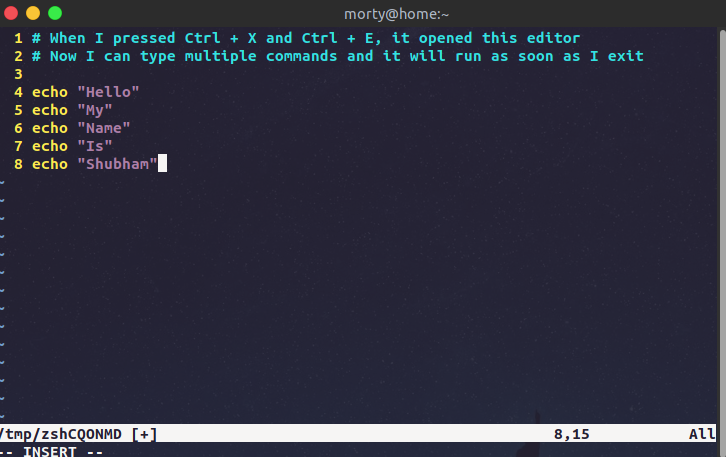 morty@home:~
1 # When I pressed Ctrl + X and Ctrl + E, it opened this editor
2 # Now I can type multiple commands and it will run as soon as I exit
3
4 echo "Hello"
5 echo "My"
6 echo "Name"
7 echo "Is"
8 echo "Shubham"
~
~
~
~
~
~
~
~
~
~
~
~
~
~
/tmp/zshCQONMD [+] 8,15 All
-- INSERT --